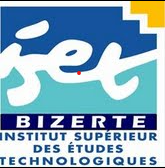 iset
BIZERTE
INSTITUT SUPÉRIEUR
DES ÉTUDES
TECHNOLOGIQUES